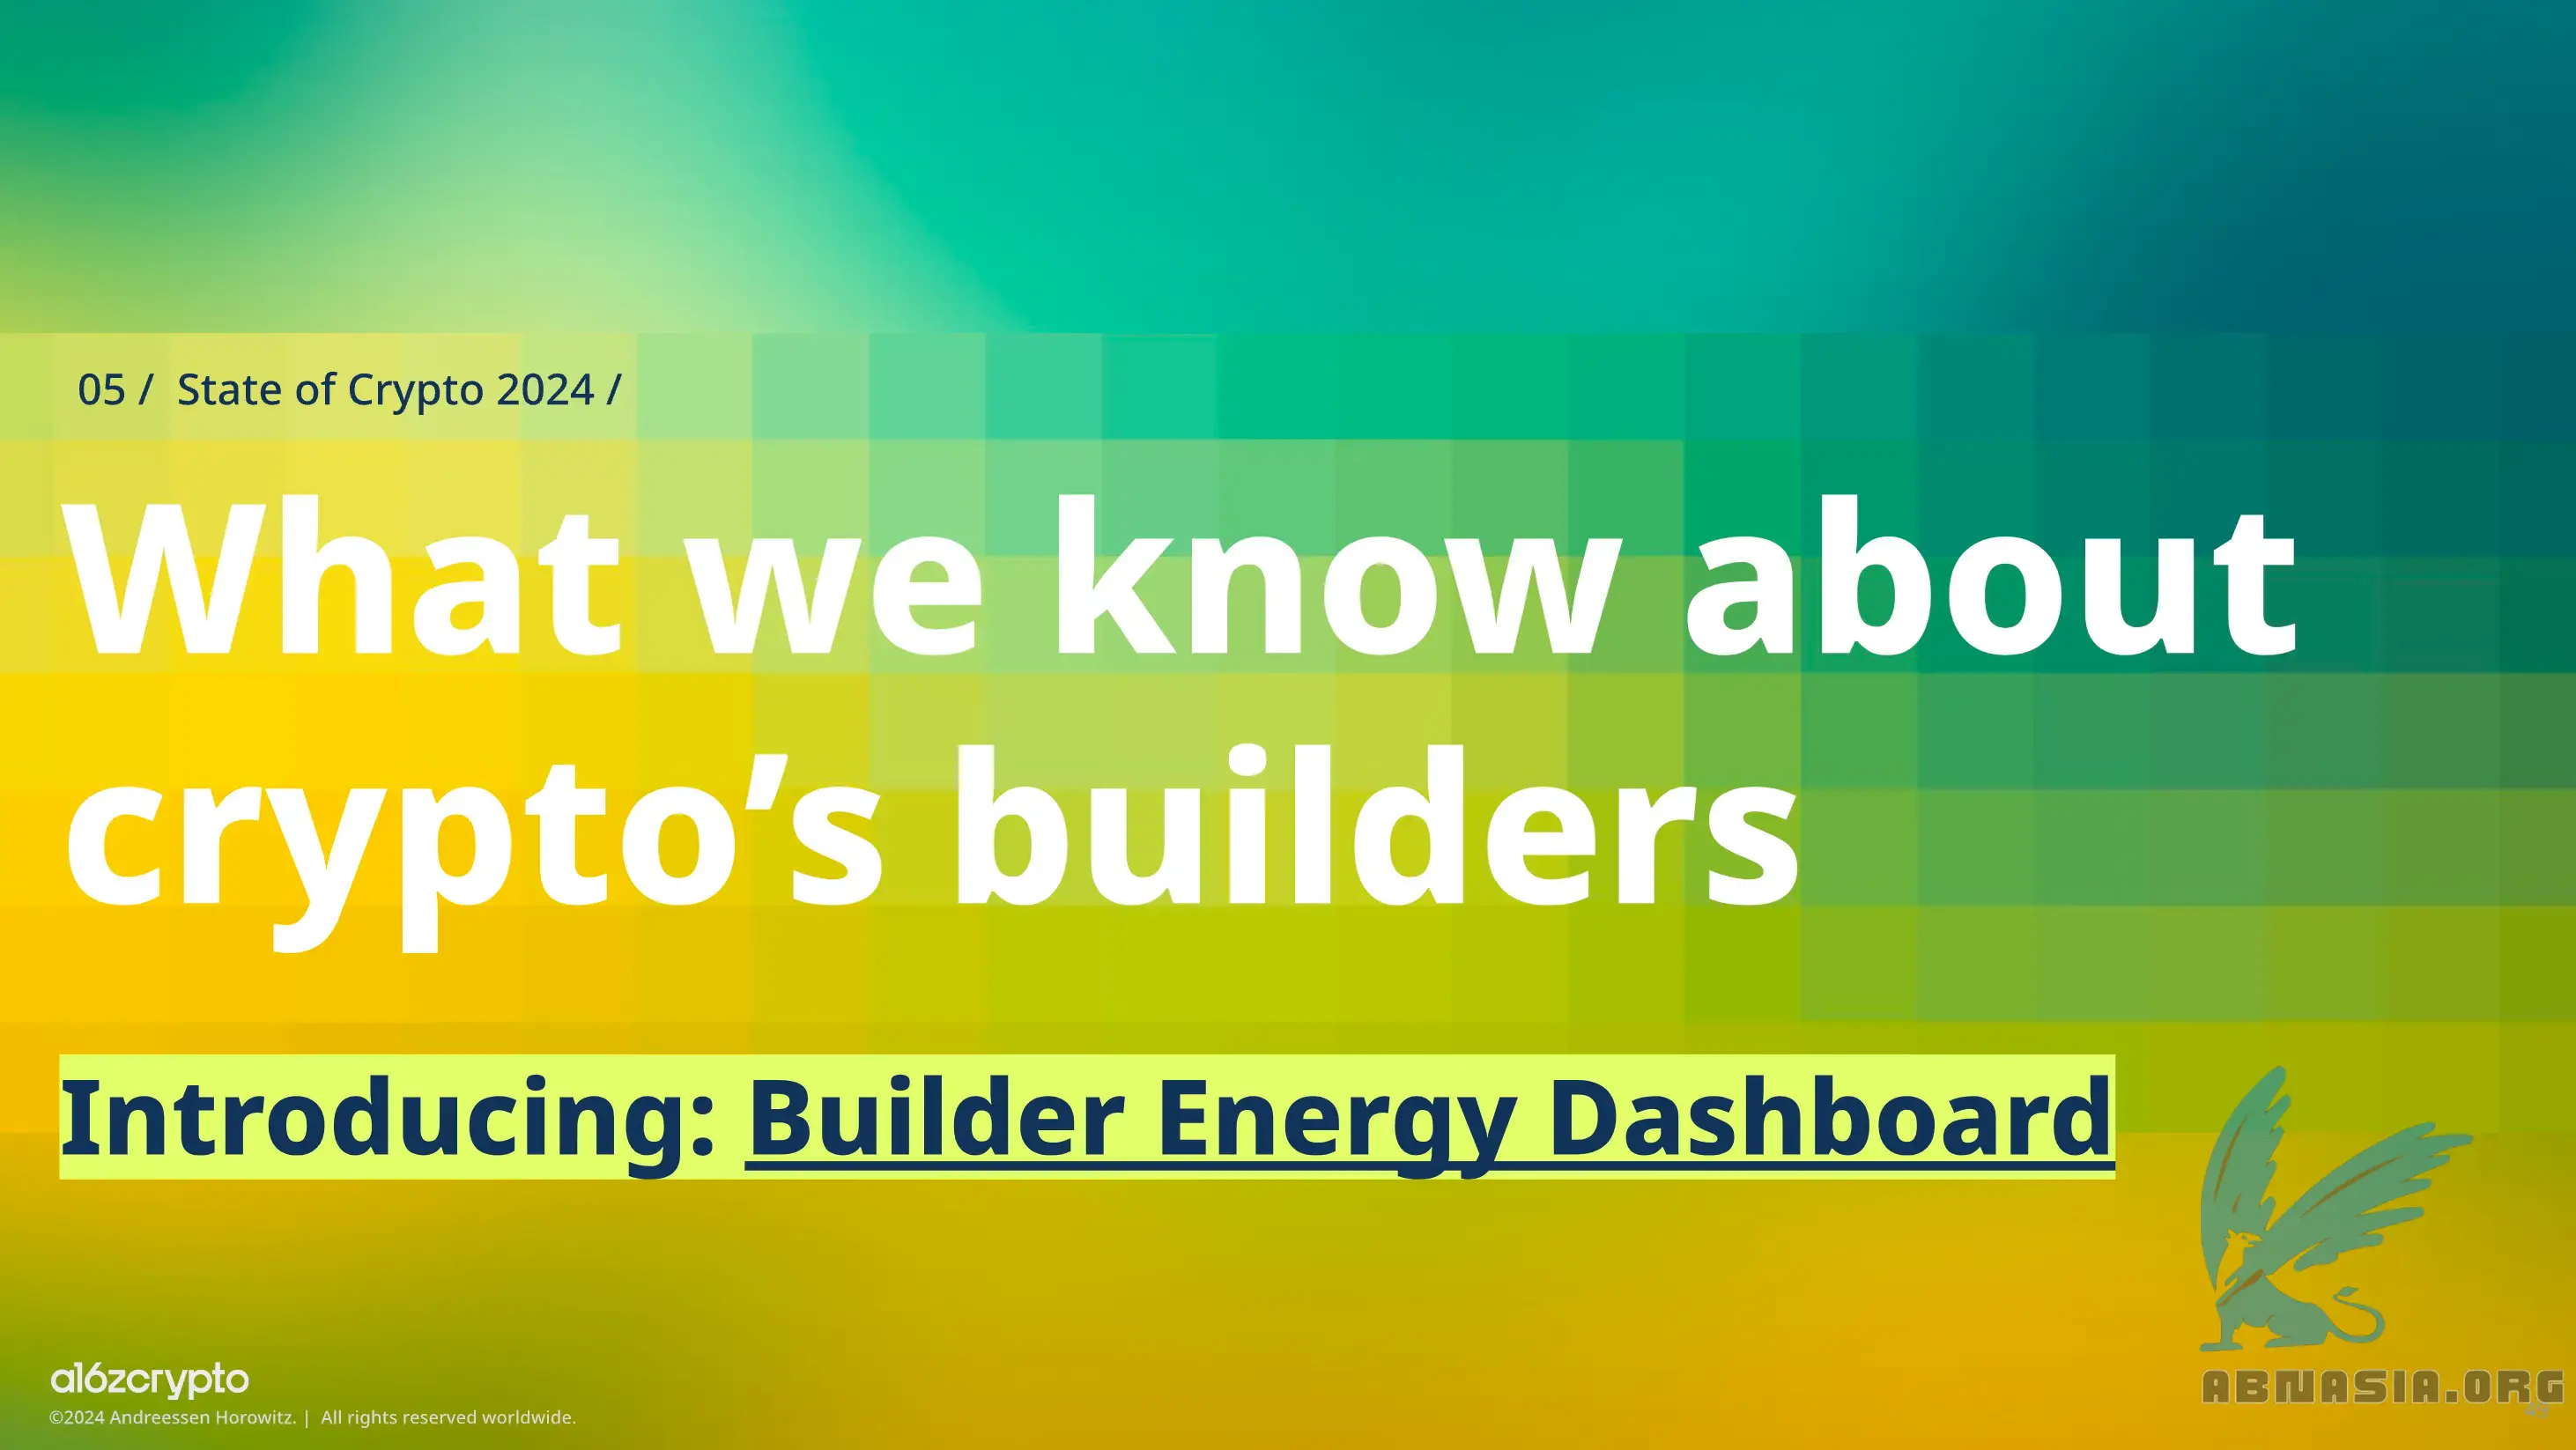 05 / State of Crypto 2024 /
What we know about
crypto’s builders
Introducing: Builder Energy Dashboard
a16zcrypto
©2024 Andreessen Horowitz. | All rights reserved worldwide.
ABNASIA.ORG
49